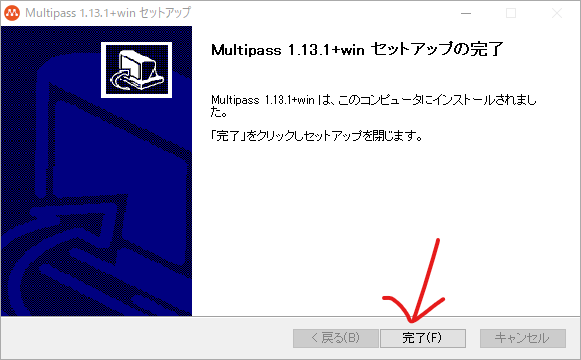 Multipass 1.13.1+win セットアップ
Multipass 1.13.1+win セットアップの完了
Multipass 1.13.1+win は、このコンピュータにインストールされまし
た。
「完了」をクリックしセットアップを閉じます。
< 戻る(B)
完了(F)
キャンセル